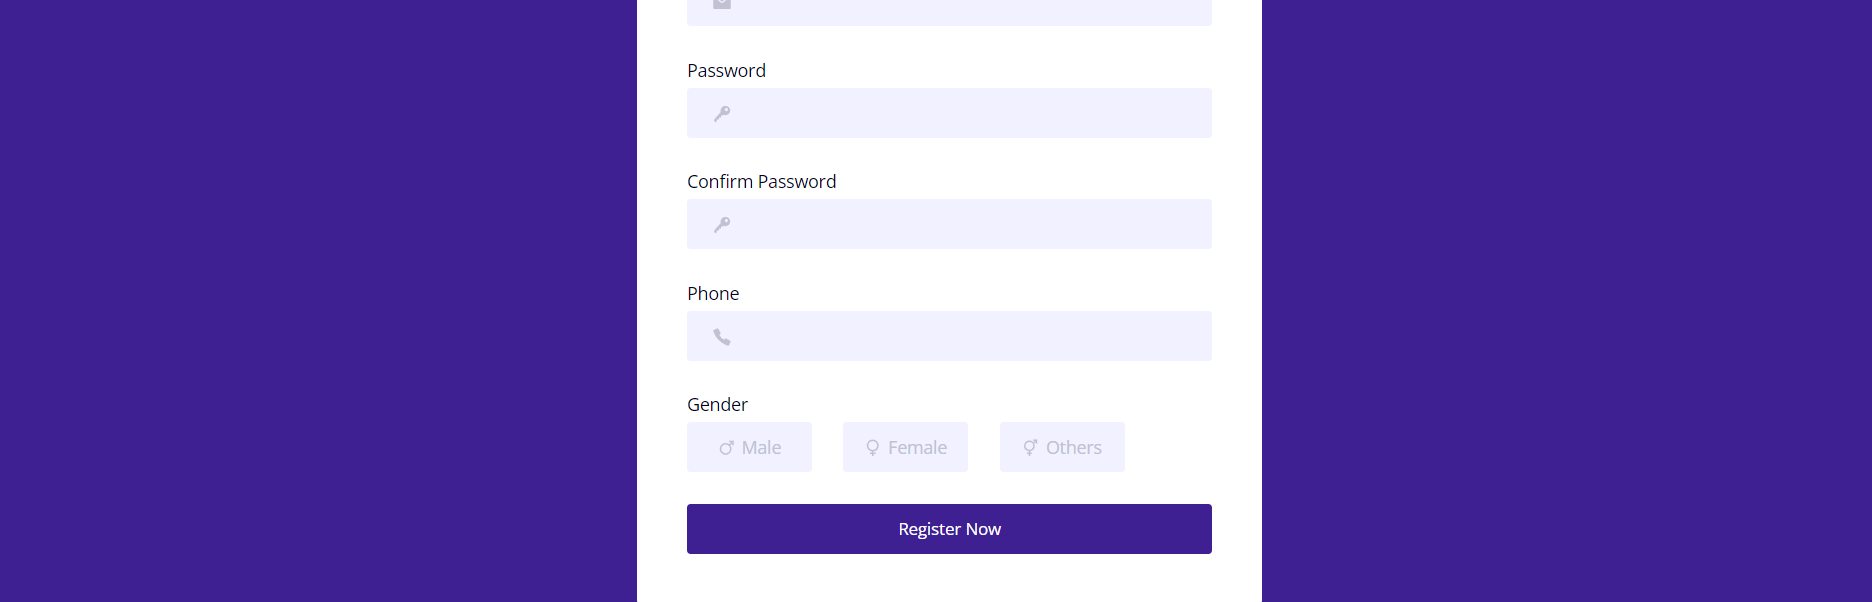 Password
Confirm Password
Phone
Gender
Male Female Others
Register Now